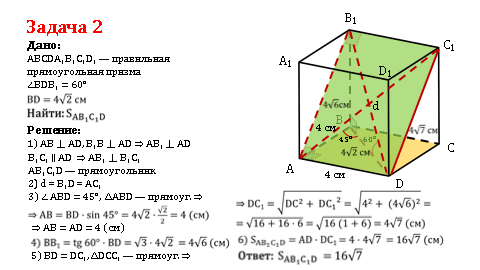 Задача 2
Дано:
ABCDA₁B₁C₁D₁ — правильная
прямоугольная призма
∠BDB₁ = 60°
BD = 4√2 см
Найти: S_AB₁C₁D
Решение:
1) AB ⊥ AD, B₁B ⊥ AD ⇒ AB₁ ⊥ AD
B₁C₁ ∥ AD ⇒ AB₁ ⊥ B₁C₁
AB₁C₁D — прямоугольник
2) d = B₁D = AC₁
3) ∠ABD = 45°, △ABD — прямоуг. ⇒
⇒ AB = BD · sin 45° = 4√2 · √2/2 = 4 (см)
⇒ AB = AD = 4 (см)
4) BB₁ = tg 60° · BD = √3 · 4√2 = 4√6 (см)
5) BD = DC₁, △DCC₁ — прямоуг. ⇒
⇒ DC₁ = √(DC² + DC₁²) = √(4² + (4√6)²) =
= √(16 + 16 · 6) = √(16 (1 + 6)) = 4√7 (см)
6) S_AB₁C₁D = AD · DC₁ = 4 · 4√7 = 16√7 (см)
Ответ: S_AB₁C₁D = 16√7
B₁
C₁
A₁
D₁
4√6см
d
B
4 см
45°
60°
4√7 см
4√2 см
C
A
D
4 см